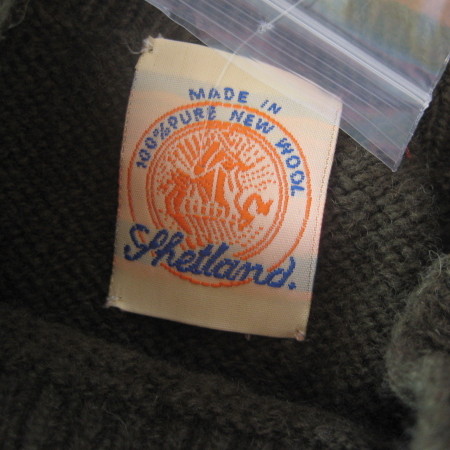 MADE IN
100% PURE NEW WOOL
Shetland.